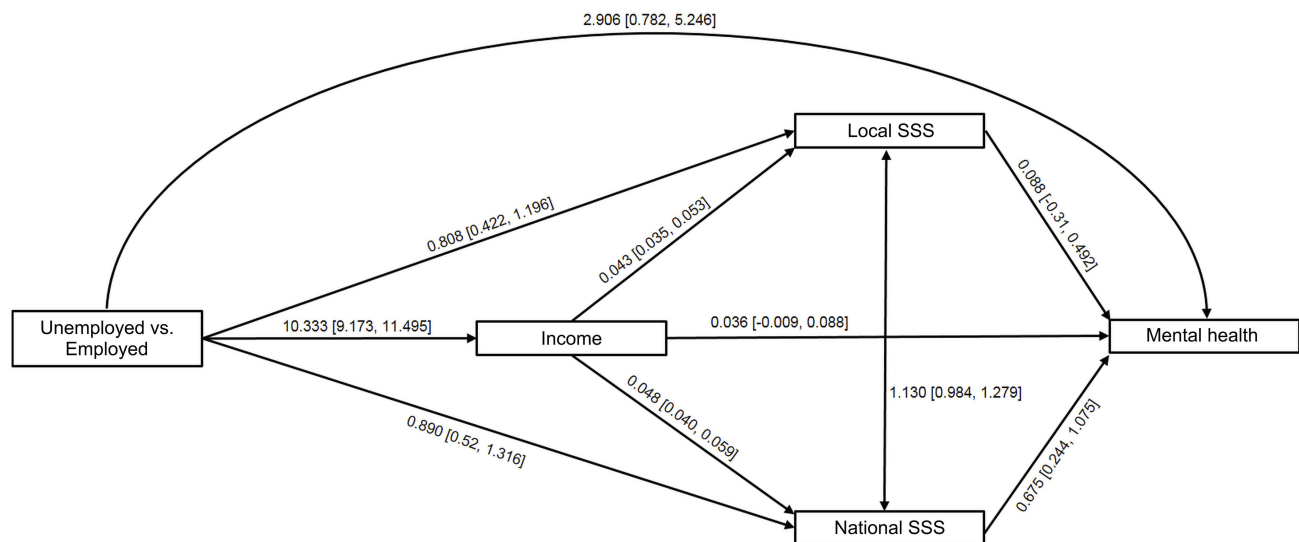 2.906 [0.782, 5.246]
Local SSS
0.808 [0.422, 1.196]
0.043 [0.035, 0.053]
0.088 [-0.31, 0.492]
Unemployed vs.
Employed
10.333 [9.173, 11.495]
Income
0.036 [-0.009, 0.088]
Mental health
0.890 [0.52, 1.316]
0.048 [0.040, 0.059]
1.130 [0.984, 1.279]
0.675 [0.244, 1.075]
National SSS